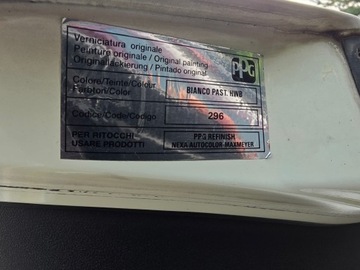 Verniciatura originale
Peinture originale / Original painting
Originallackierung / Pintado original
PPG
Colore/Teinte/Colour
Farbton/Color
BIANCO PAST. HWB
Codice/Code/Codigo
296
PER RITOCCHI
USARE PRODOTTI
PPG REFINISH
NEXA AUTOCOLOR-MAXMEYER